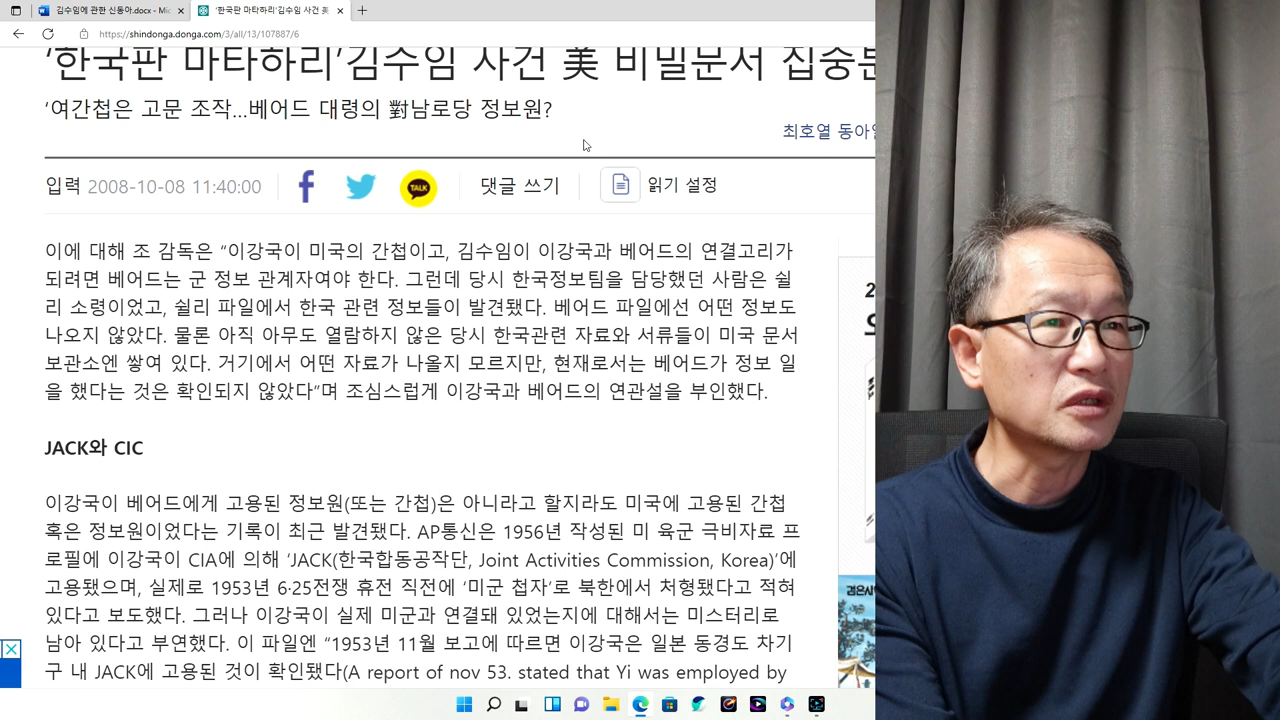 김수임에 관한 신동아.docx - Mic
'한국판 마타하리'김수임 사건 美
https://shindonga.donga.com/3/all/13/107887/6
'한국판 마타하리'김수임 사건 美 비밀문서 집중분
'여간첩은 고문 조작...베어드 대령의 對남로당 정보원?
최호열 동아일
입력 2008-10-08 11:40:00
TALK
댓글 쓰기
읽기 설정
이에 대해 조 감독은 “이강국이 미국의 간첩이고, 김수임이 이강국과 베어드의 연결고리가
되려면 베어드는 군 정보 관계자여야 한다. 그런데 당시 한국정보팀을 담당했던 사람은 쉴
리 소령이었고, 쉴리 파일에서 한국 관련 정보들이 발견됐다. 베어드 파일에선 어떤 정보도
나오지 않았다. 물론 아직 아무도 열람하지 않은 당시 한국관련 자료와 서류들이 미국 문서
보관소엔 쌓여 있다. 거기에서 어떤 자료가 나올지 모르지만, 현재로서는 베어드가 정보 일
을 했다는 것은 확인되지 않았다”며 조심스럽게 이강국과 베어드의 연관설을 부인했다.
JACK와 CIC
이강국이 베어드에게 고용된 정보원(또는 간첩)은 아니라고 할지라도 미국에 고용된 간첩
혹은 정보원이었다는 기록이 최근 발견됐다. AP통신은 1956년 작성된 미 육군 극비자료 프
로필에 이강국이 CIA에 의해 ‘JACK(한국합동공작단, Joint Activities Commission, Korea)’에
고용됐으며, 실제로 1953년 6·25전쟁 휴전 직전에 ‘미군 첩자’로 북한에서 처형됐다고 적혀
있다고 보도했다. 그러나 이강국이 실제 미군과 연결돼 있었는지에 대해서는 미스터리로
남아 있다고 부연했다. 이 파일엔 “1953년 11월 보고에 따르면 이강국은 일본 동경도 차기
구 내 JACK에 고용된 것이 확인됐다(A report of nov 53. stated that Yi was employed by
검은사